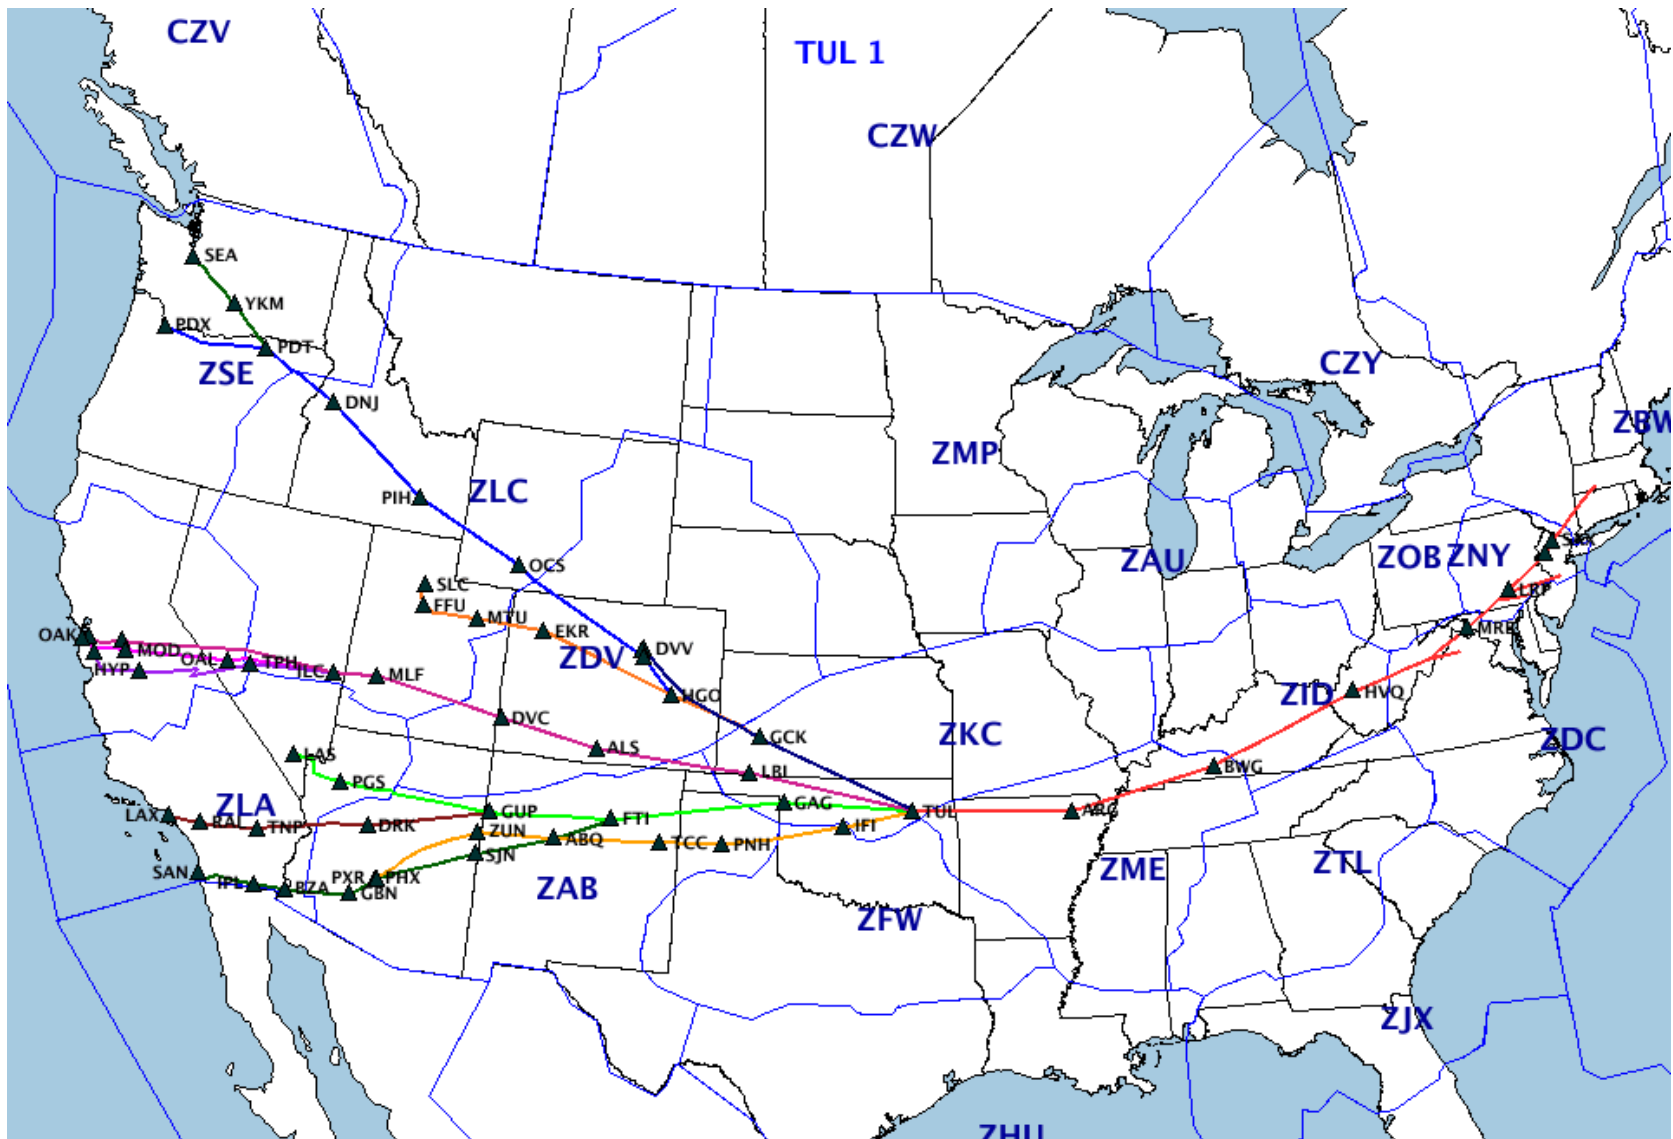 CZV
TUL 1
CZW
SEA
YKM
PDX
PDT
ZSE
CZY
DNJ
ZBW
ZMP
PIH
ZLC
ZAU
ZOB
ZNY
OCS
SLC
FFU
LRP
MTU
EKR
MRB
OAK
MOD
OAL
TPH
ILC
MLF
DVV
ZDV
HGO
HVQ
ZID
DVC
ALS
GCK
ZKC
ZDC
LAS
PGS
LBL
BWG
ZLA
LAX
TNP
DRK
GUP
ZUN
FTI
GAG
TUL
ARG
IFI
SJN
ABQ
TCC
PNH
SAN
IPL
BZA
PXR
PHX
GBN
ZAB
ZME
ZTL
ZFW
ZJX
ZHU